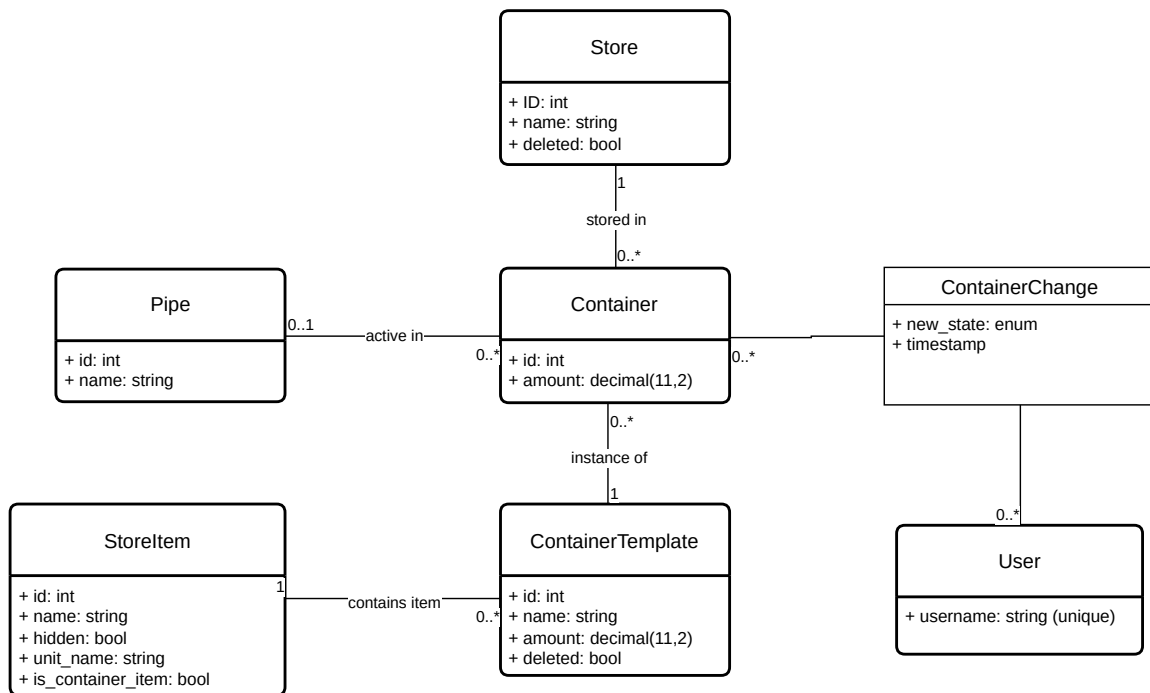 Store
+ ID: int
+ name: string
+ deleted: bool
1
stored in
0..*
Pipe
+ id: int
+ name: string
0..1
active in
0..*
Container
+ id: int
+ amount: decimal(11,2)
0..*
ContainerChange
+ new_state: enum
+ timestamp
0..*
instance of
1
StoreItem
+ id: int
+ name: string
+ hidden: bool
+ unit_name: string
+ is_container_item: bool
1
contains item
0..*
ContainerTemplate
+ id: int
+ name: string
+ amount: decimal(11,2)
+ deleted: bool
0..*
User
+ username: string (unique)